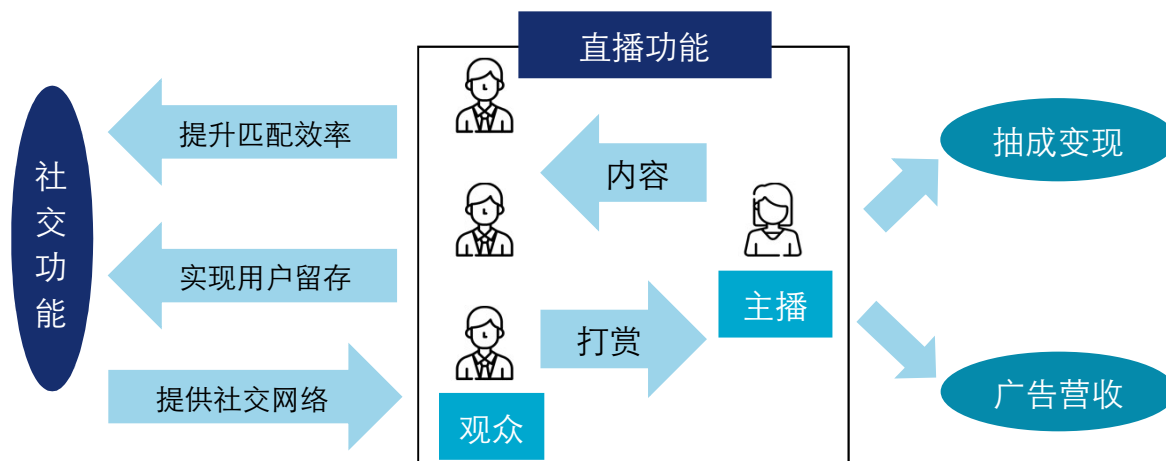 直播功能
提升匹配效率
内容
抽成变现
社交功能
实现用户留存
主播
打赏
提供社交网络
广告营收
观众